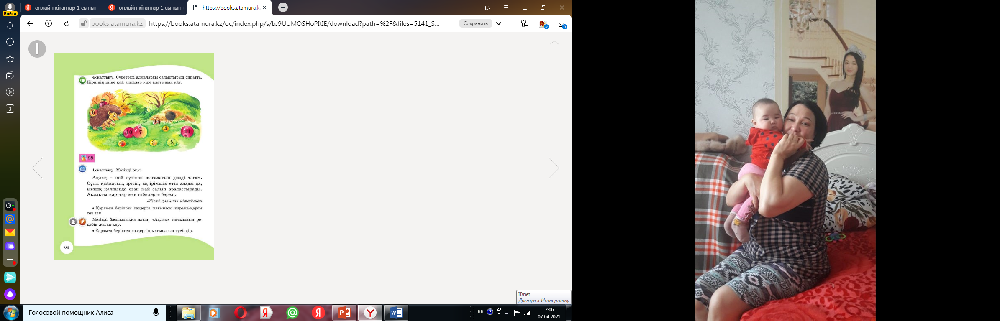 онлайн кітаптар 1 сынып
онлайн кітаптар 1 сынып
https://books.atamura.k
Войти
books.atamura.kz https://books.atamura.kz/oc/index.php/s/bJ9UUMOSHoPItIE/download?path=%2F&files=5141_S...
Сохранить
6
3
4-жаттығу. Суреттегі алмаларды салыстырып сипатта.
Кірпінің ініне қай алмалар кіре алатынын айт.
3
6
9 8
4
10 7
11
1
2
5
28
1-жаттығу. Мәтінді оқы.
Ақлақ – қой сүтінен жасалатын дәмді тағам.
Сүтті қайнатып, ірітіп, ақ ірімшік етіп алады да,
ыстық қалпында оған май салып араластырады.
Ақлақты қарттар мен сәбилерге береді.
«Жеті қазына» кітабынан
• Қарамен берілген сөздерге мағынасы қарама-қарсы
сөз тап.
Мәтінді басшылыққа алып, «Ақлақ» тағамының ре-
цебін жасап көр.
• Қарамен берілген сөздердің мағынасын түсіндір.
64
IDnet
Доступ к Интернету
Голосовой помощник Алиса
KK
2:06
07.04.2021